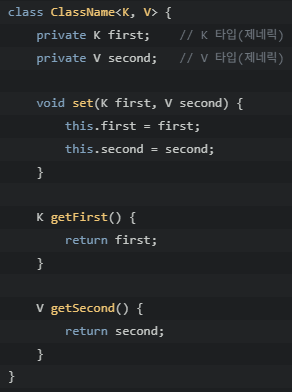 class ClassName<K, V> {
    private K first;    // K 타입(제네릭)
    private V second;   // V 타입(제네릭)

    void set(K first, V second) {
        this.first = first;
        this.second = second;
    }

    K getFirst() {
        return first;
    }

    V getSecond() {
        return second;
    }
}